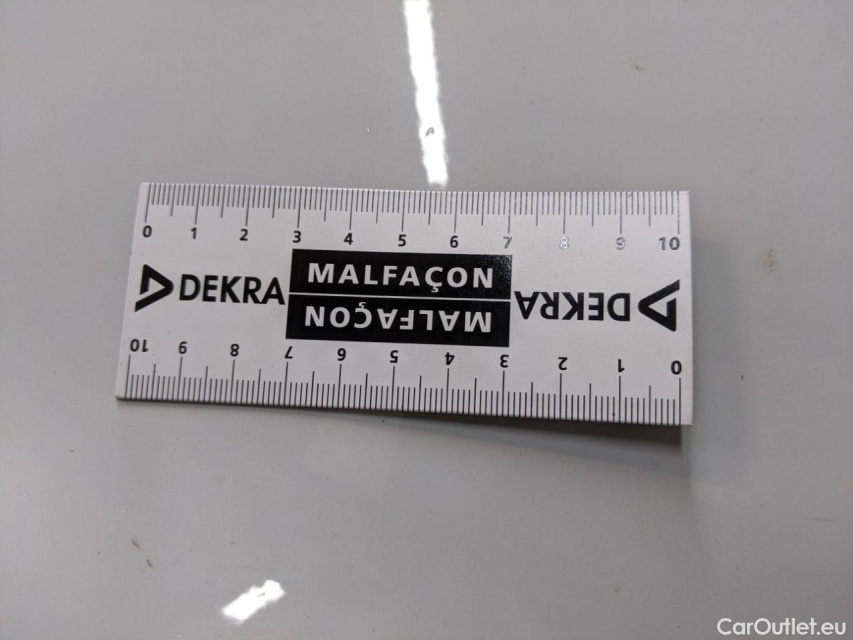 0 1 2 3 4 5 6 7 8 9 10
DEKRA MALFAÇON DEKRA
MALFAÇON
10 9 8 7 6 5 4 3 2 1 0
CarOutlet.eu